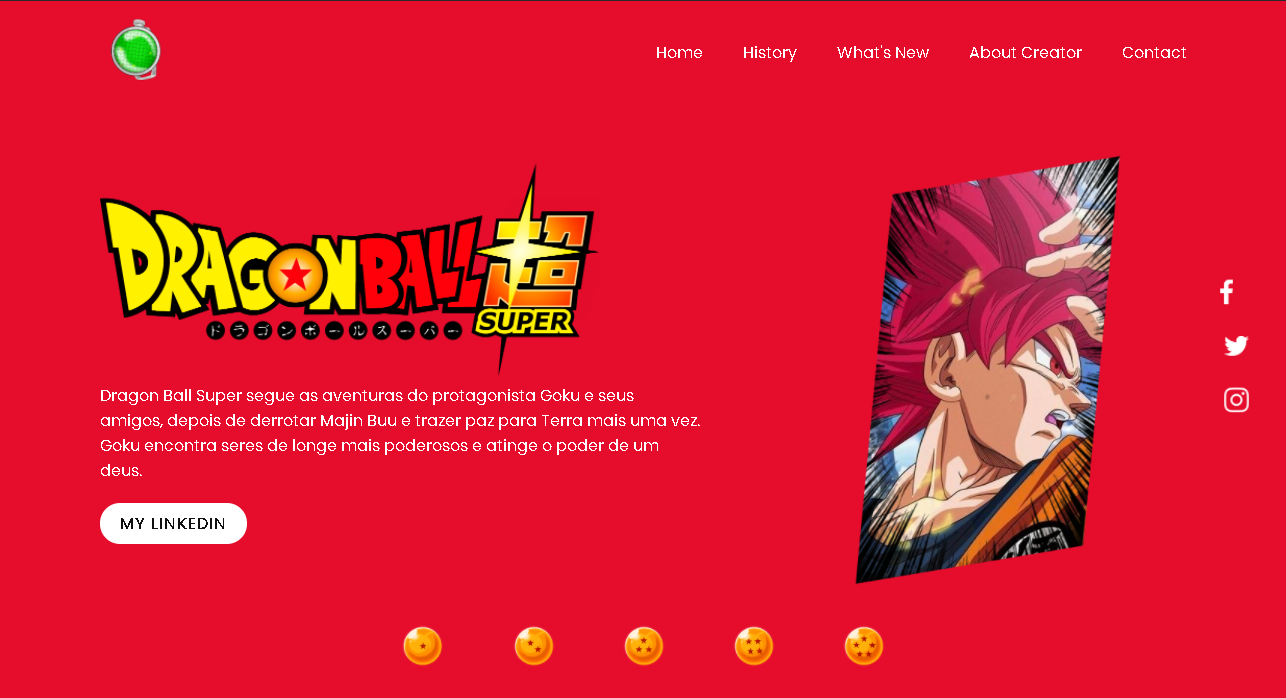 Home History What's New About Creator Contact
DRAGON BALL 超
SUPER
ドラゴンボールスーパー
Dragon Ball Super segue as aventuras do protagonista Goku e seus
amigos, depois de derrotar Majin Buu e trazer paz para Terra mais uma vez.
Goku encontra seres de longe mais poderosos e atinge o poder de um
deus.
MY LINKEDIN